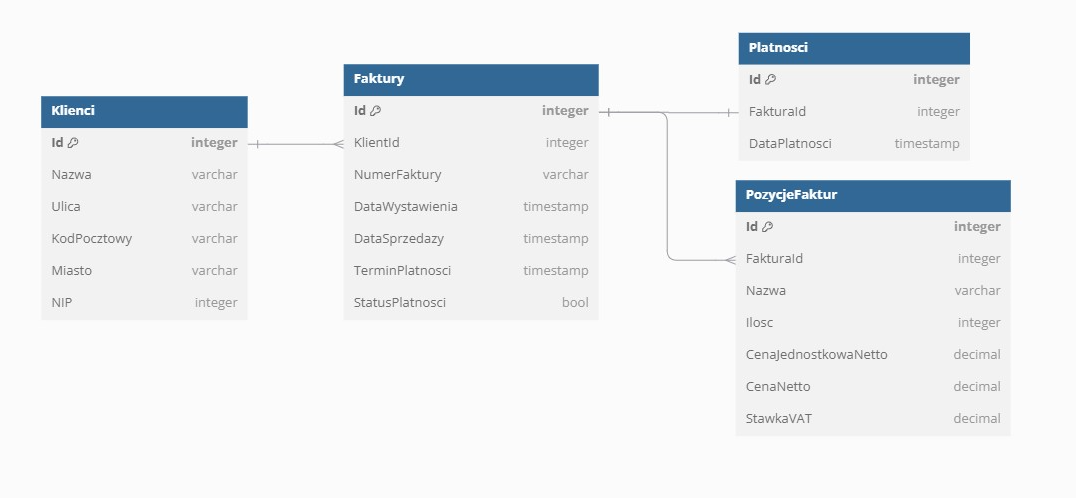 Klienci
Id integer
Nazwa varchar
Ulica varchar
KodPocztowy varchar
Miasto varchar
NIP integer
Faktury
Id integer
KlientId integer
NumerFaktury varchar
DataWystawienia timestamp
DataSprzedazy timestamp
TerminPlatnosci timestamp
StatusPlatnosci bool
Platnosci
Id integer
FakturaId integer
DataPlatnosci timestamp
PozycjeFaktur
Id integer
FakturaId integer
Nazwa varchar
Ilosc integer
CenaJednostkowaNetto decimal
CenaNetto decimal
StawkaVAT decimal